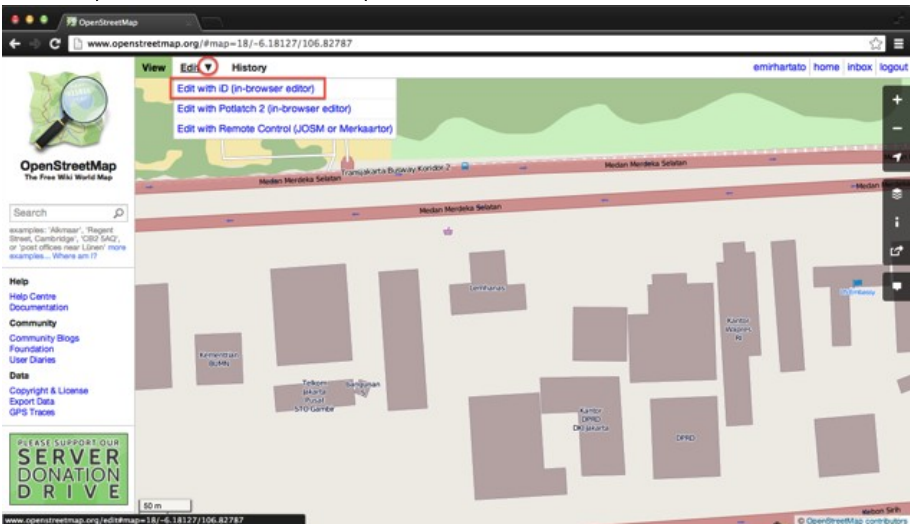 OpenStreetMap
www.openstreetmap.org/#map=18/-6.18127/106.82787
View Edit ▼ History
emirhartato home inbox logout
Edit with iD (in-browser editor)
Edit with Potlatch 2 (in-browser editor)
Edit with Remote Control (JOSM or Merkaartor)
OpenStreetMap
The Free Wiki World Map
Search
examples: 'Alkmaar', 'Regent
Street, Cambridge', 'CB2 5AQ',
or 'post offices near Lünen' more
examples... Where am I?
Help
Help Centre
Documentation
Community
Community Blogs
Foundation
User Diaries
Data
Copyright & License
Export Data
GPS Traces
PLEASE SUPPORT OUR
SERVER
DONATION
DRIVE
Medan Merdeka Selatan
Transjakarta Busway Koridor 2
Medan Merdeka Selatan
Medan
Medan Merdeka Selatan
Lemhanas
US Embassy
Kantor
Wapres
RI
Kementrian
BUMN
Telkom
Jakarta
Pusat
STO Gambir
bangunan
Kantor
DPRD
DKI Jakarta
DPRD
50 m
Kebon Sirih
www.openstreetmap.org/edit#map=18/-6.18127/106.82787
© OpenStreetMap contributors